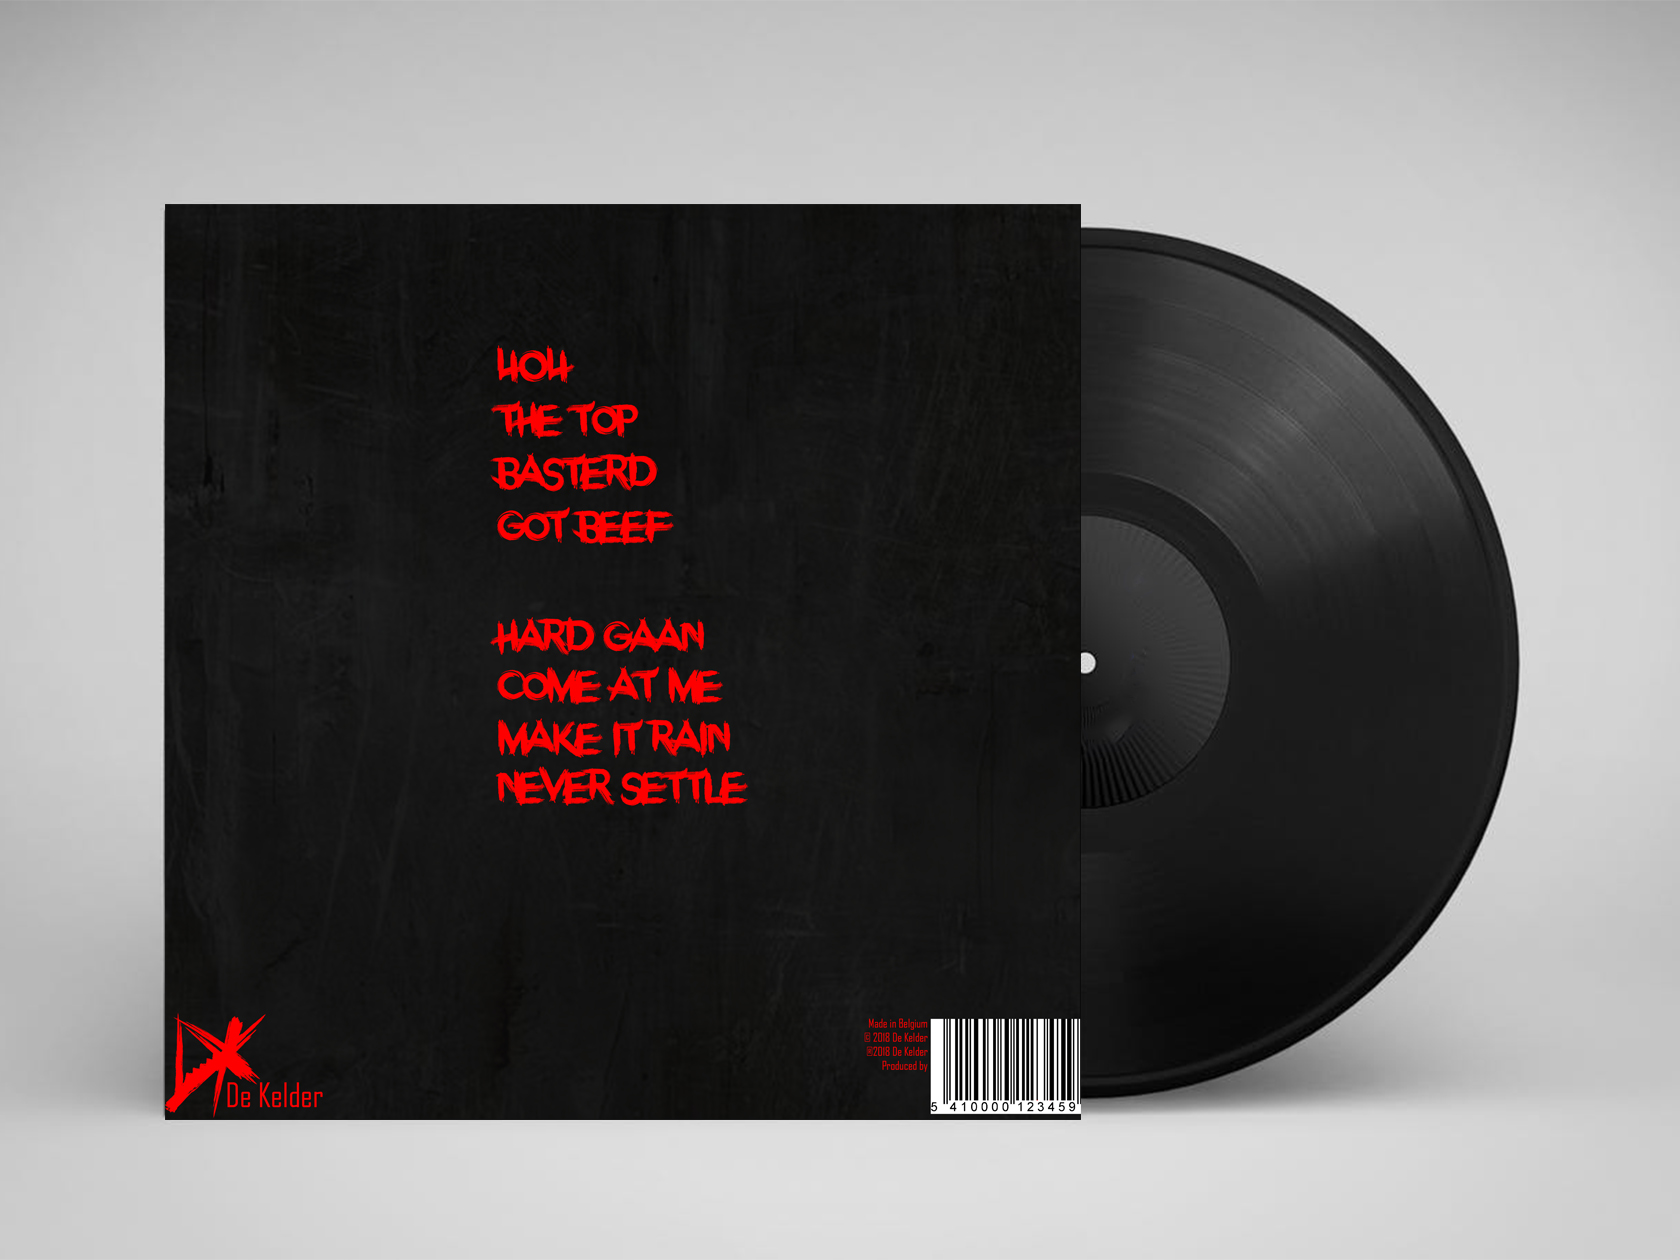 404
THE TOP
BASTERD
GOT BEEF
HARD GAAN
COME AT ME
MAKE IT RAIN
NEVER SETTLE
De Kelder
Made in Belgium
© 2018 De Kelder
℗2018 De Kelder
Produced by
5 410000 123459